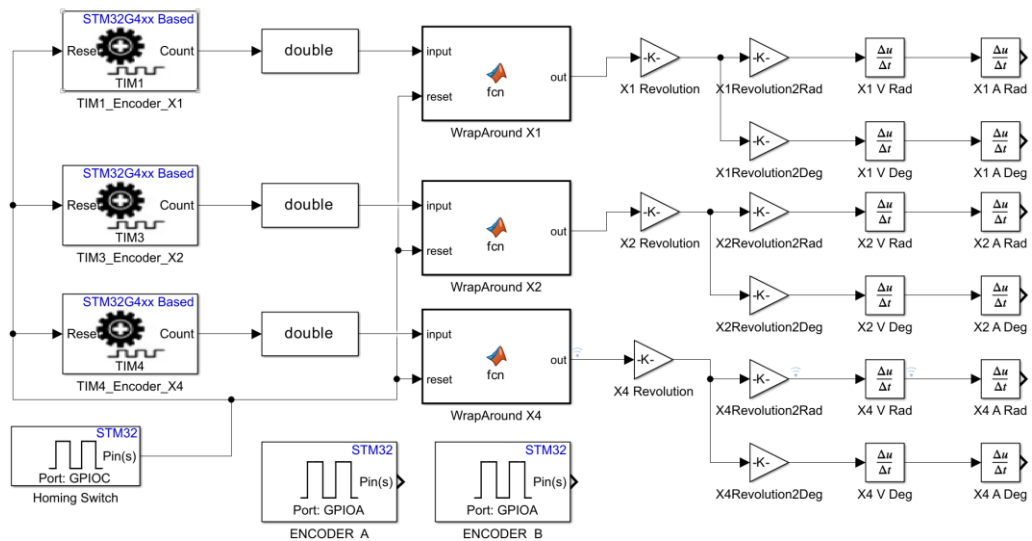 STM32G4xx Based
Reset
Count
TIM1
TIM1_Encoder_X1
double
input
reset
fcn
out
WrapAround X1
-K-
X1 Revolution
-K-
X1Revolution2Rad
Δu
Δt
X1 V Rad
Δu
Δt
X1 A Rad
-K-
X1Revolution2Deg
Δu
Δt
X1 V Deg
Δu
Δt
X1 A Deg
STM32G4xx Based
Reset
Count
TIM3
TIM3_Encoder_X2
double
input
reset
fcn
out
WrapAround X2
-K-
X2 Revolution
-K-
X2Revolution2Rad
Δu
Δt
X2 V Rad
Δu
Δt
X2 A Rad
-K-
X2Revolution2Deg
Δu
Δt
X2 V Deg
Δu
Δt
X2 A Deg
STM32G4xx Based
Reset
Count
TIM4
TIM4_Encoder_X4
double
input
reset
fcn
out
WrapAround X4
-K-
X4 Revolution
-K-
X4Revolution2Rad
Δu
Δt
X4 V Rad
Δu
Δt
X4 A Rad
-K-
X4Revolution2Deg
Δu
Δt
X4 V Deg
Δu
Δt
X4 A Deg
STM32
Pin(s)
Port: GPIOC
Homing Switch
STM32
Pin(s)
Port: GPIOA
ENCODER_A
STM32
Pin(s)
Port: GPIOA
ENCODER_B